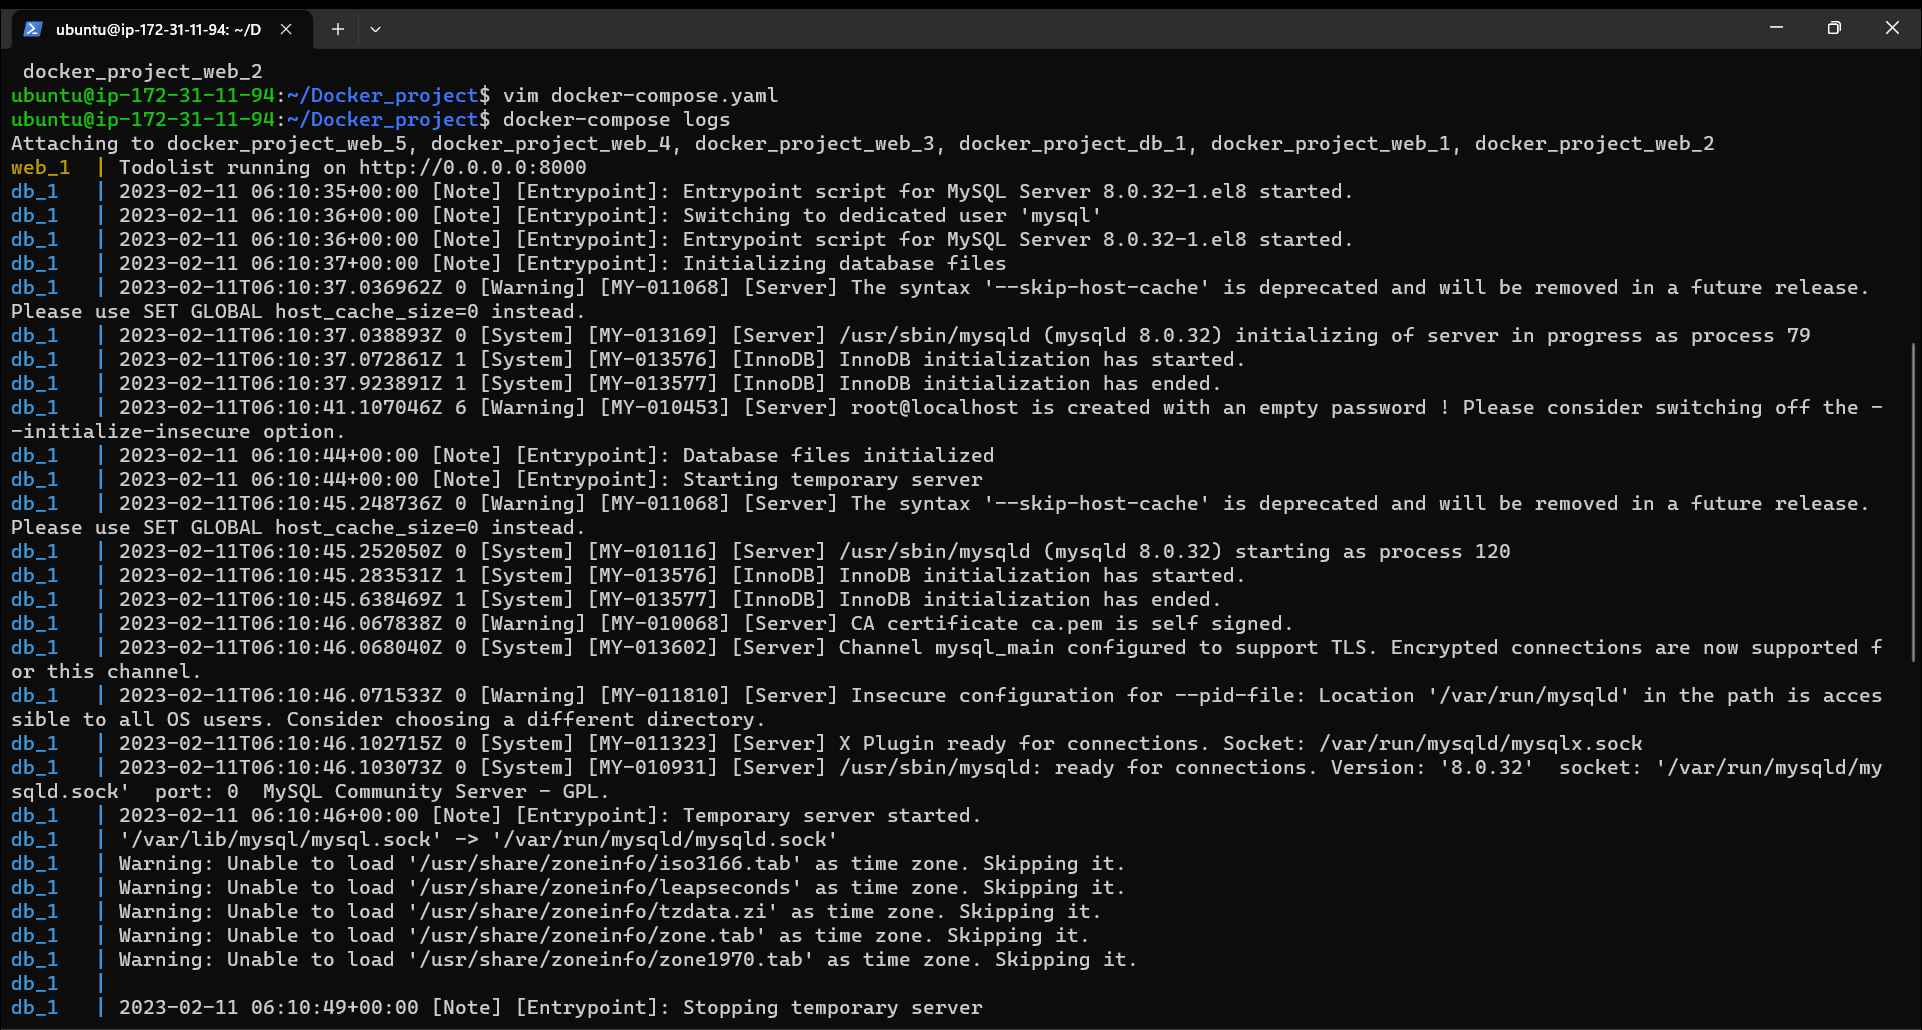 ubuntu@ip-172-31-11-94: ~/D
docker_project_web_2
ubuntu@ip-172-31-11-94:~/Docker_project$ vim docker-compose.yaml
ubuntu@ip-172-31-11-94:~/Docker_project$ docker-compose logs
Attaching to docker_project_web_5, docker_project_web_4, docker_project_web_3, docker_project_db_1, docker_project_web_1, docker_project_web_2
web_1  | Todolist running on http://0.0.0.0:8000
db_1   | 2023-02-11 06:10:35+00:00 [Note] [Entrypoint]: Entrypoint script for MySQL Server 8.0.32-1.el8 started.
db_1   | 2023-02-11 06:10:36+00:00 [Note] [Entrypoint]: Switching to dedicated user 'mysql'
db_1   | 2023-02-11 06:10:36+00:00 [Note] [Entrypoint]: Entrypoint script for MySQL Server 8.0.32-1.el8 started.
db_1   | 2023-02-11 06:10:37+00:00 [Note] [Entrypoint]: Initializing database files
db_1   | 2023-02-11T06:10:37.036962Z 0 [Warning] [MY-011068] [Server] The syntax '--skip-host-cache' is deprecated and will be removed in a future release.
Please use SET GLOBAL host_cache_size=0 instead.
db_1   | 2023-02-11T06:10:37.038893Z 0 [System] [MY-013169] [Server] /usr/sbin/mysqld (mysqld 8.0.32) initializing of server in progress as process 79
db_1   | 2023-02-11T06:10:37.072861Z 1 [System] [MY-013576] [InnoDB] InnoDB initialization has started.
db_1   | 2023-02-11T06:10:37.923891Z 1 [System] [MY-013577] [InnoDB] InnoDB initialization has ended.
db_1   | 2023-02-11T06:10:41.107046Z 6 [Warning] [MY-010453] [Server] root@localhost is created with an empty password ! Please consider switching off the -
-initialize-insecure option.
db_1   | 2023-02-11 06:10:44+00:00 [Note] [Entrypoint]: Database files initialized
db_1   | 2023-02-11 06:10:44+00:00 [Note] [Entrypoint]: Starting temporary server
db_1   | 2023-02-11T06:10:45.248736Z 0 [Warning] [MY-011068] [Server] The syntax '--skip-host-cache' is deprecated and will be removed in a future release.
Please use SET GLOBAL host_cache_size=0 instead.
db_1   | 2023-02-11T06:10:45.252050Z 0 [System] [MY-010116] [Server] /usr/sbin/mysqld (mysqld 8.0.32) starting as process 120
db_1   | 2023-02-11T06:10:45.283531Z 1 [System] [MY-013576] [InnoDB] InnoDB initialization has started.
db_1   | 2023-02-11T06:10:45.638469Z 1 [System] [MY-013577] [InnoDB] InnoDB initialization has ended.
db_1   | 2023-02-11T06:10:46.067838Z 0 [Warning] [MY-010068] [Server] CA certificate ca.pem is self signed.
db_1   | 2023-02-11T06:10:46.068040Z 0 [System] [MY-013602] [Server] Channel mysql_main configured to support TLS. Encrypted connections are now supported f
or this channel.
db_1   | 2023-02-11T06:10:46.071533Z 0 [Warning] [MY-011810] [Server] Insecure configuration for --pid-file: Location '/var/run/mysqld' in the path is acces
sible to all OS users. Consider choosing a different directory.
db_1   | 2023-02-11T06:10:46.102715Z 0 [System] [MY-011323] [Server] X Plugin ready for connections. Socket: /var/run/mysqld/mysqlx.sock
db_1   | 2023-02-11T06:10:46.103073Z 0 [System] [MY-010931] [Server] /usr/sbin/mysqld: ready for connections. Version: '8.0.32'  socket: '/var/run/mysqld/my
sqld.sock'  port: 0  MySQL Community Server - GPL.
db_1   | 2023-02-11 06:10:46+00:00 [Note] [Entrypoint]: Temporary server started.
db_1   | '/var/lib/mysql/mysql.sock' -> '/var/run/mysqld/mysqld.sock'
db_1   | Warning: Unable to load '/usr/share/zoneinfo/iso3166.tab' as time zone. Skipping it.
db_1   | Warning: Unable to load '/usr/share/zoneinfo/leapseconds' as time zone. Skipping it.
db_1   | Warning: Unable to load '/usr/share/zoneinfo/tzdata.zi' as time zone. Skipping it.
db_1   | Warning: Unable to load '/usr/share/zoneinfo/zone.tab' as time zone. Skipping it.
db_1   | Warning: Unable to load '/usr/share/zoneinfo/zone1970.tab' as time zone. Skipping it.
db_1   |
db_1   | 2023-02-11 06:10:49+00:00 [Note] [Entrypoint]: Stopping temporary server